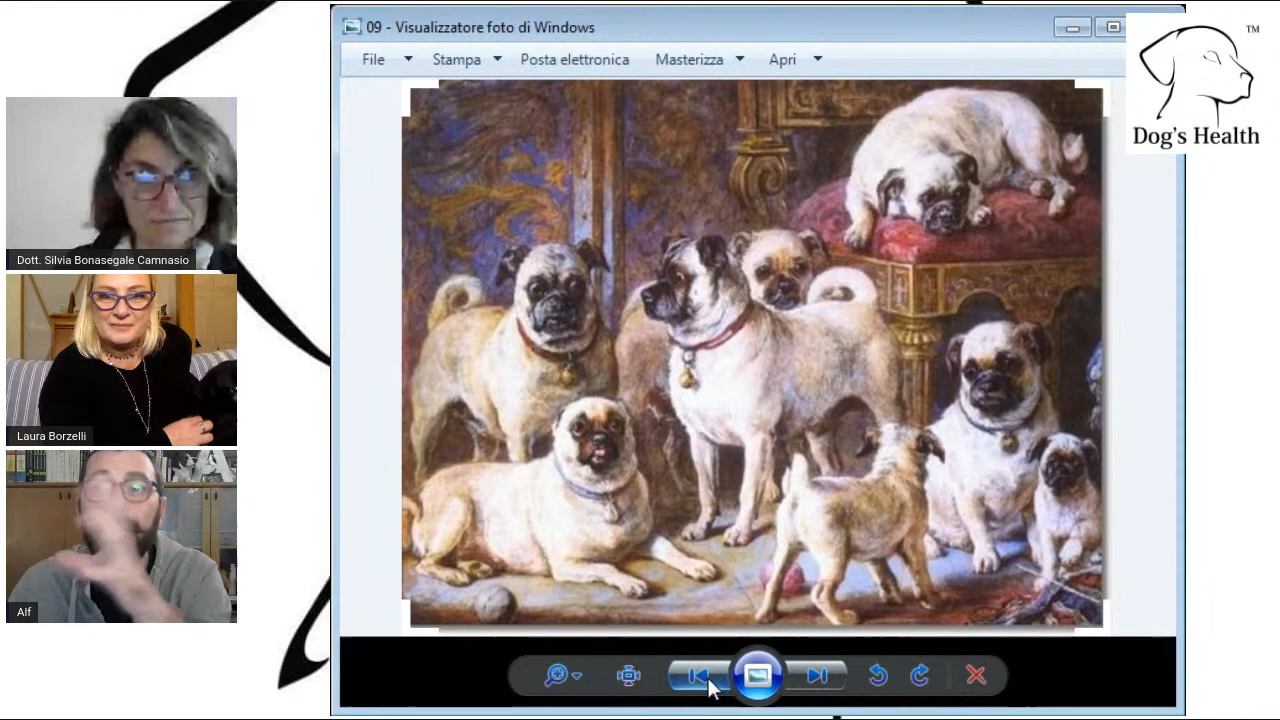 09 - Visualizzatore foto di Windows
File Stampa Posta elettronica Masterizza Apri
TM
Dog's Health
Dott. Silvia Bonasegale Camnasio
Laura Borzelli
Alf